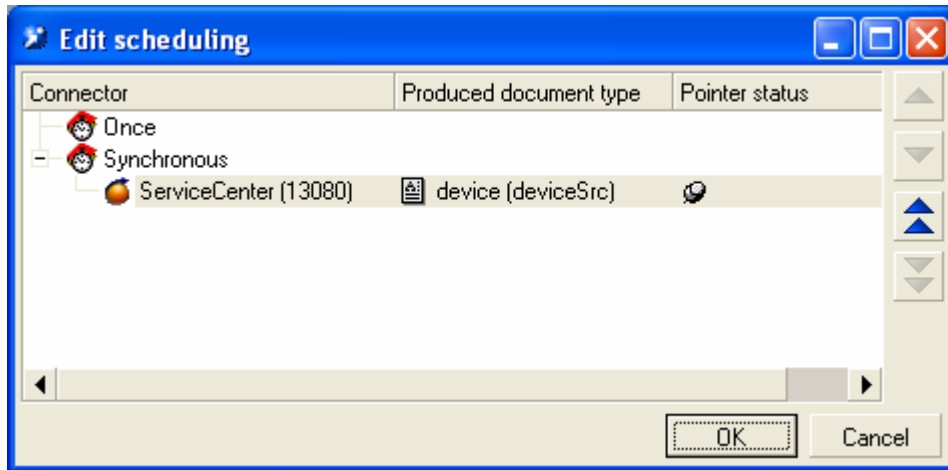 Edit scheduling
Connector Produced document type Pointer status
Once
Synchronous
ServiceCenter (13080) device (deviceSrc)
OK Cancel